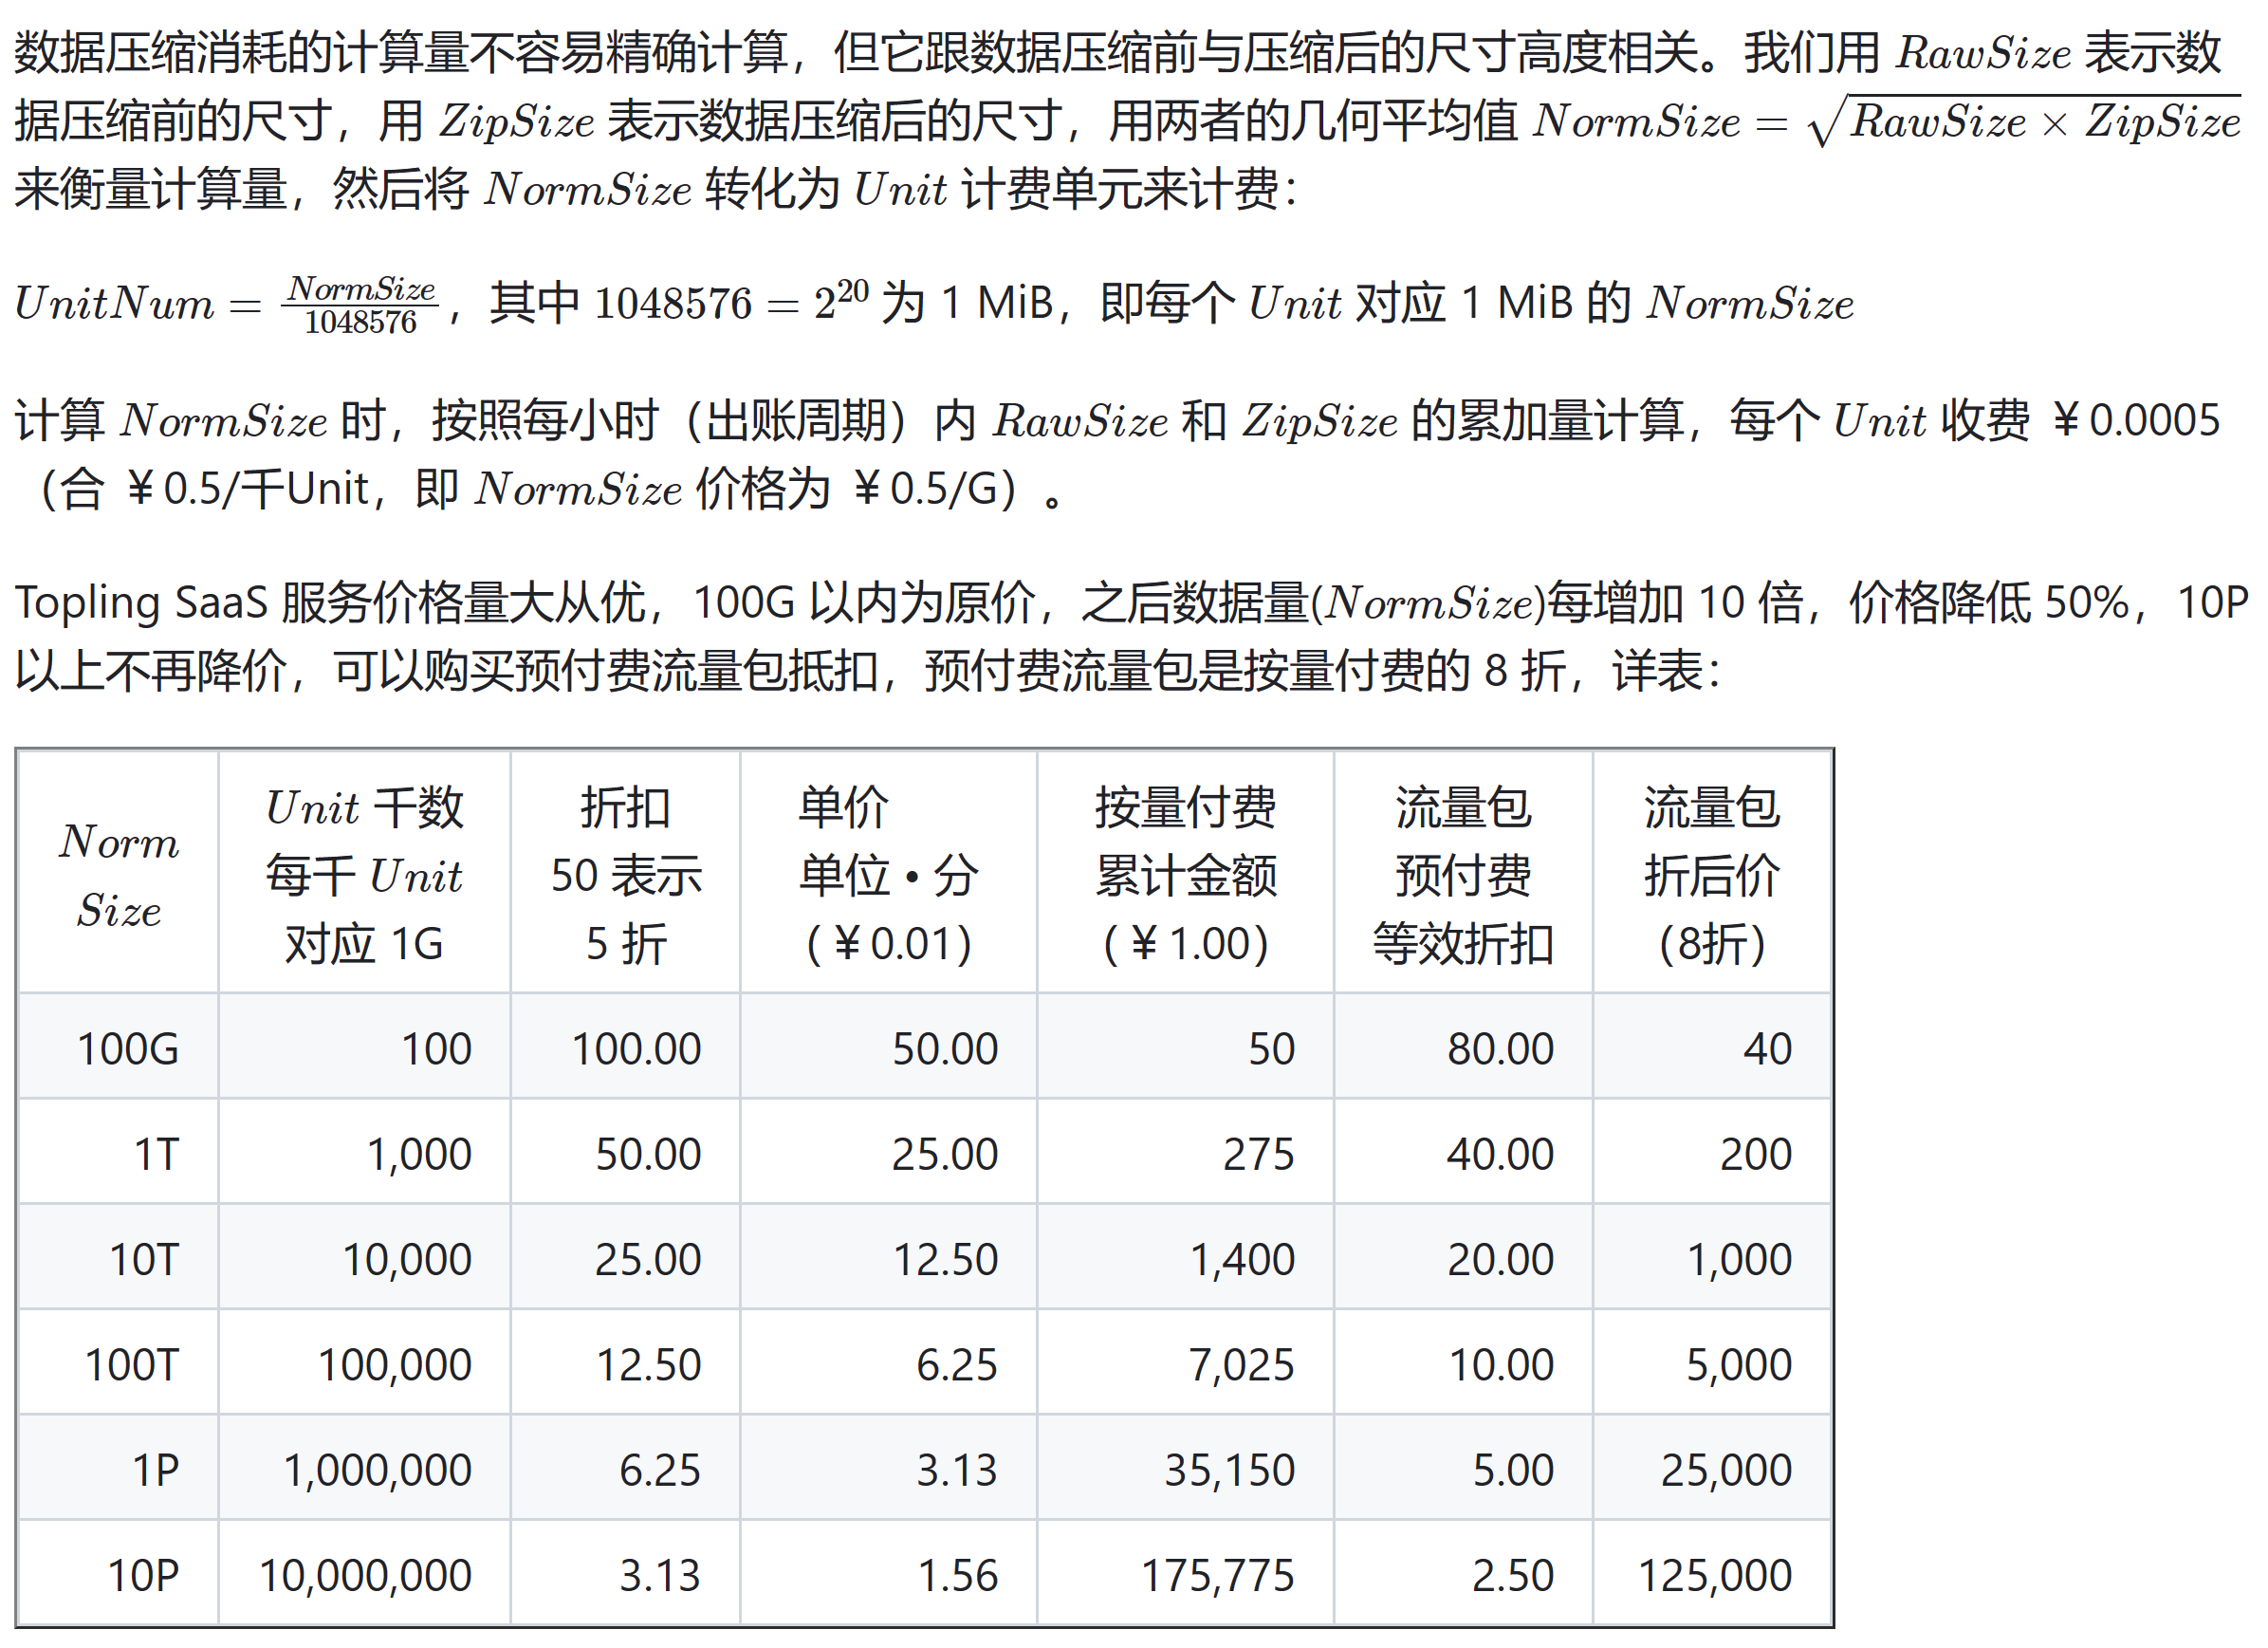 数据压缩消耗的计算量不容易精确计算，但它跟数据压缩前与压缩后的尺寸高度相关。我们用 RawSize 表示数
据压缩前的尺寸，用 ZipSize 表示数据压缩后的尺寸，用两者的几何平均值 NormSize = √RawSize × ZipSize
来衡量计算量，然后将 NormSize 转化为 Unit 计费单元来计费：
UnitNum = NormSize/1048576，其中 1048576 = 2^20 为 1 MiB，即每个 Unit 对应 1 MiB 的 NormSize
计算 NormSize 时，按照每小时（出账周期）内 RawSize 和 ZipSize 的累加量计算，每个 Unit 收费 ￥0.0005
（合 ￥0.5/千Unit，即 NormSize 价格为 ￥0.5/G）。
Topling SaaS 服务价格量大从优，100G 以内为原价，之后数据量(NormSize)每增加 10 倍，价格降低 50%，10P
以上不再降价，可以购买预付费流量包抵扣，预付费流量包是按量付费的 8 折，详表：
Norm Size | Unit 千数 每千 Unit 对应 1G | 折扣 50 表示 5 折 | 单价 单位 • 分 (￥0.01) | 按量付费 累计金额 (￥1.00) | 流量包 预付费 等效折扣 | 流量包 折后价 (8折)
100G | 100 | 100.00 | 50.00 | 50 | 80.00 | 40
1T | 1,000 | 50.00 | 25.00 | 275 | 40.00 | 200
10T | 10,000 | 25.00 | 12.50 | 1,400 | 20.00 | 1,000
100T | 100,000 | 12.50 | 6.25 | 7,025 | 10.00 | 5,000
1P | 1,000,000 | 6.25 | 3.13 | 35,150 | 5.00 | 25,000
10P | 10,000,000 | 3.13 | 1.56 | 175,775 | 2.50 | 125,000